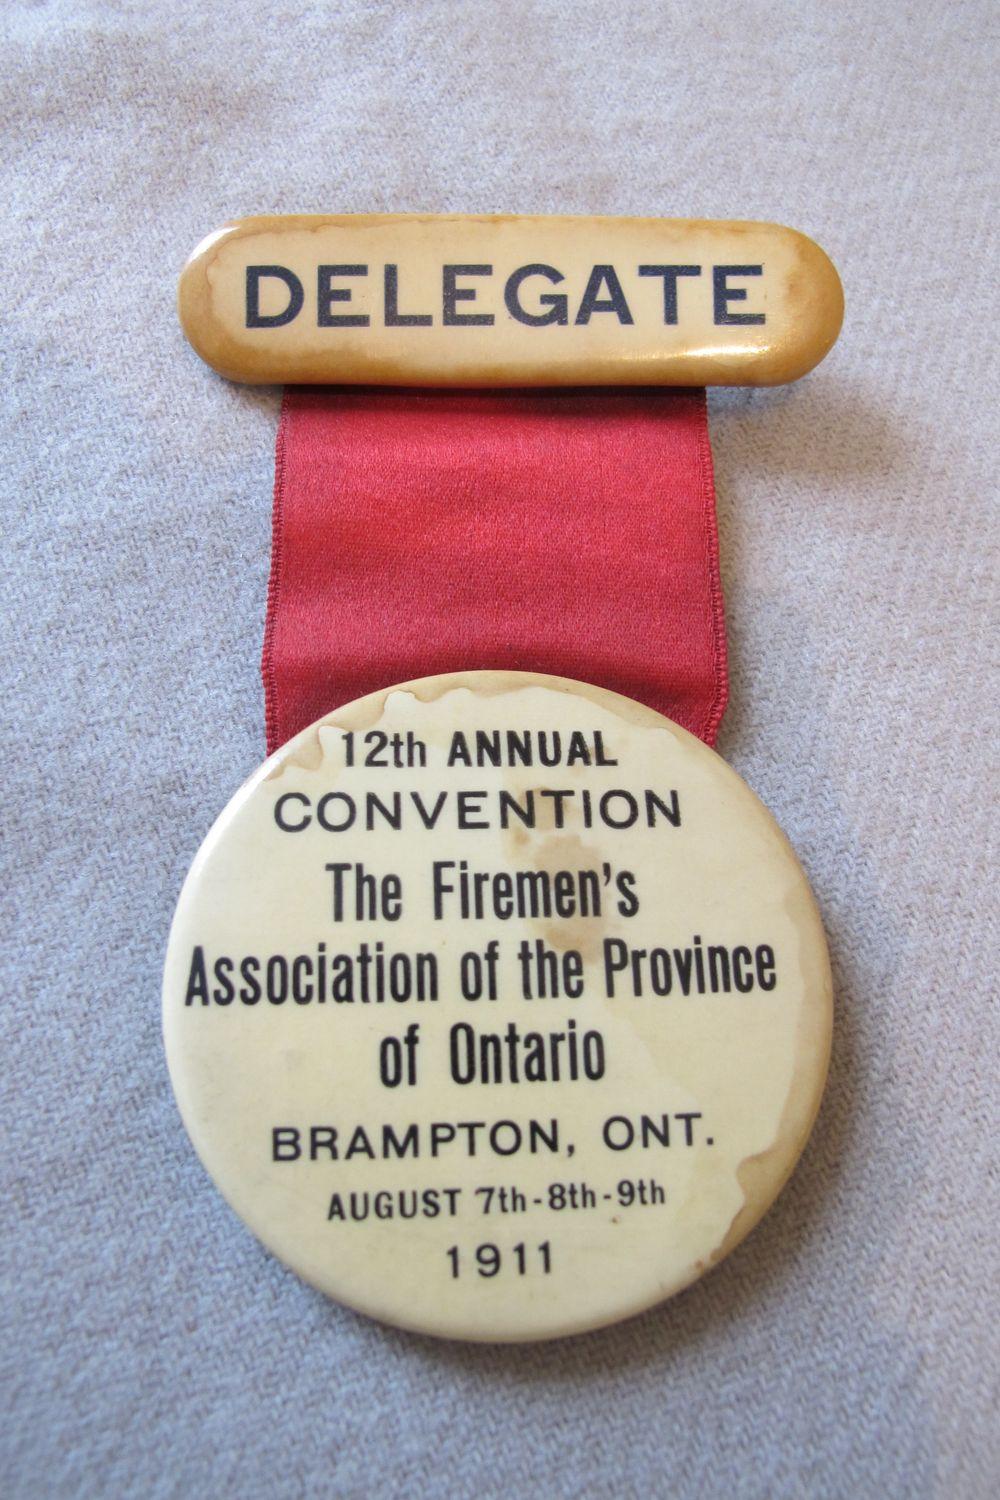 DELEGATE
12th ANNUAL
CONVENTION
The Firemen's
Association of the Province
of Ontario
BRAMPTON, ONT.
AUGUST 7th-8th-9th
1911